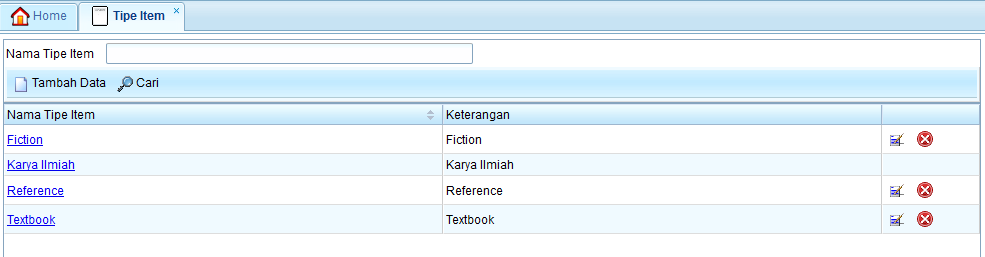 Home Tipe Item
Nama Tipe Item
Tambah Data Cari
Nama Tipe Item Keterangan
Fiction Fiction
Karya Ilmiah Karya Ilmiah
Reference Reference
Textbook Textbook